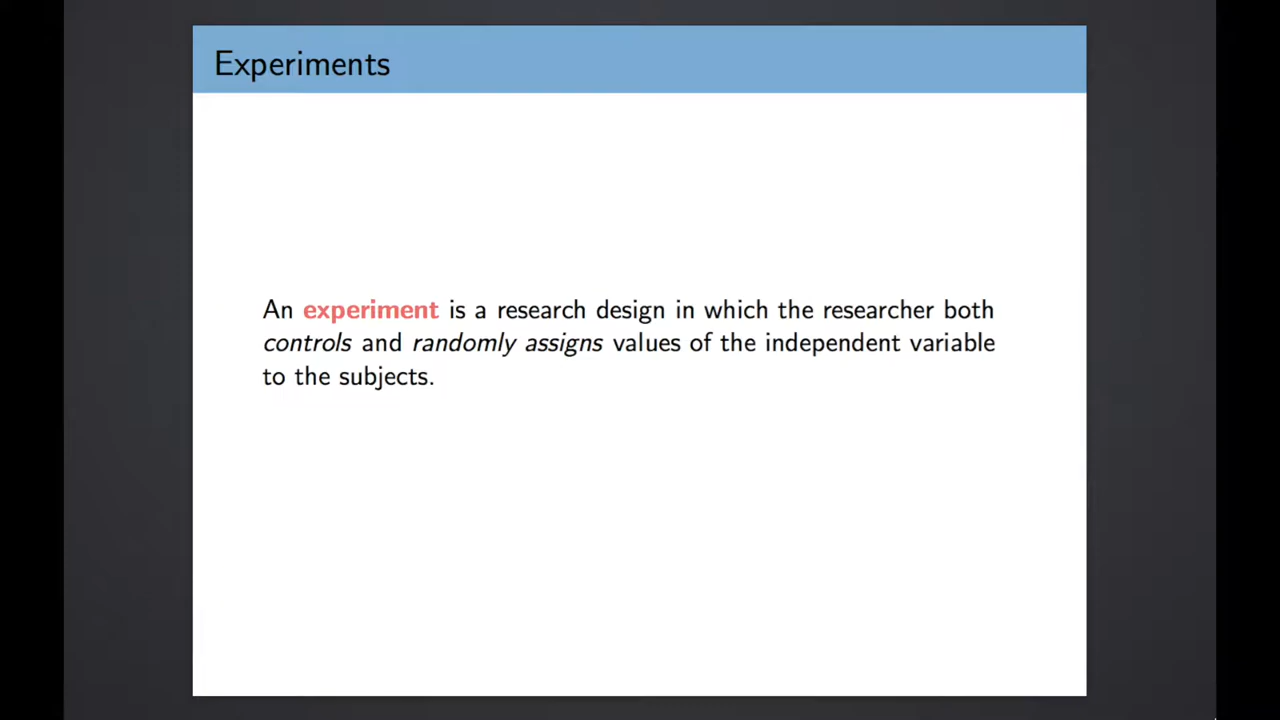 Experiments
An experiment is a research design in which the researcher both
controls and randomly assigns values of the independent variable
to the subjects.